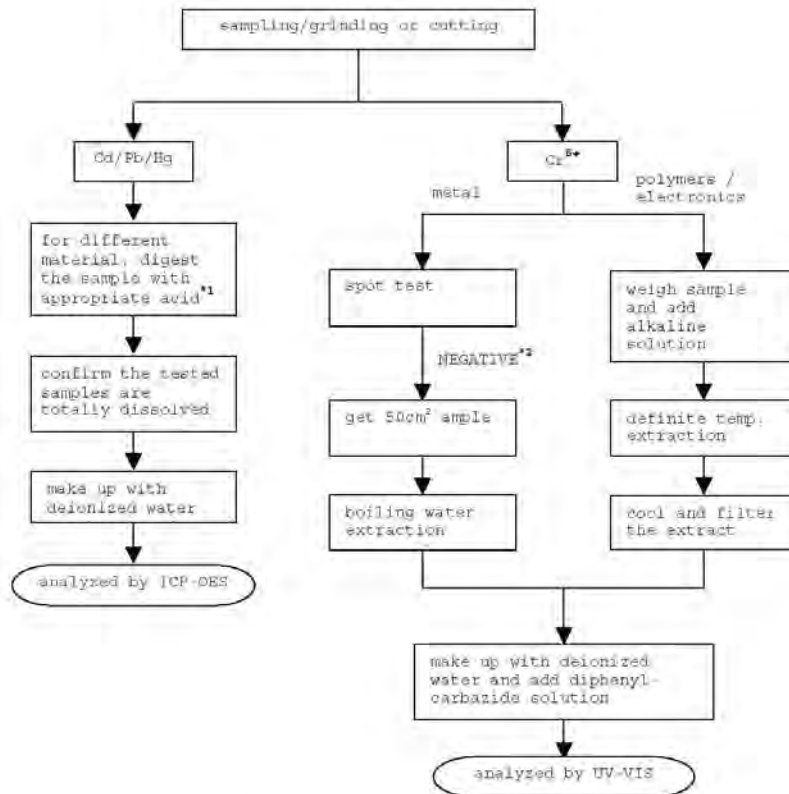 sampling/grinding or cutting
Cd/Pb/Hg
for different
material, digest
the sample with
appropriate acid*1
confirm the tested
samples are
totally dissolved
make up with
deionized water
analyzed by ICP-OES
Cr6+
metal
polymers /
electronics
spot test
NEGATIVE*2
get 50cm² ample
boiling water
extraction
weigh sample
and add
alkaline
solution
definite temp.
extraction
cool and filter
the extract
make up with deionized
water and add diphenyl-
carbazide solution
analyzed by UV-VIS